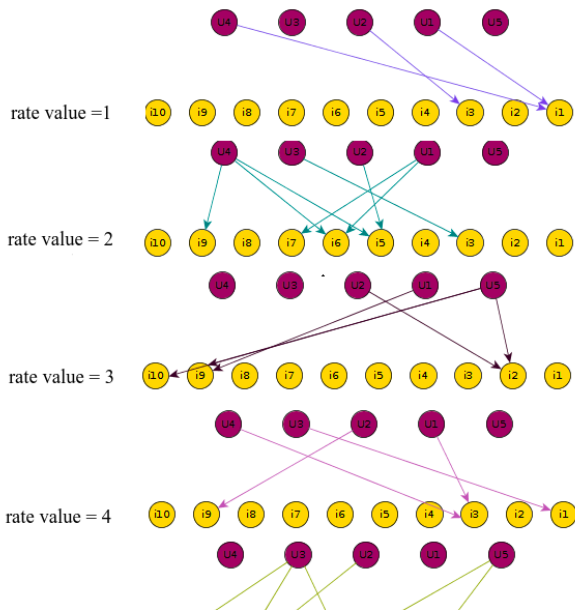 U4 U3 U2 U1 U5
rate value =1 i10 i9 i8 i7 i6 i5 i4 i3 i2 i1
U4 U3 U2 U1 U5
rate value = 2 i10 i9 i8 i7 i6 i5 i4 i3 i2 i1
U4 U3 U2 U1 U5
rate value = 3 i10 i9 i8 i7 i6 i5 i4 i3 i2 i1
U4 U3 U2 U1 U5
rate value = 4 i10 i9 i8 i7 i6 i5 i4 i3 i2 i1
U4 U3 U2 U1 U5